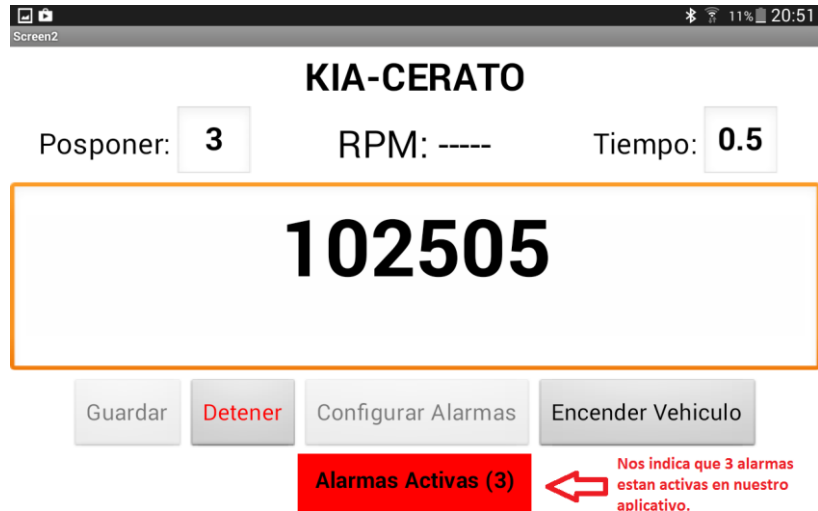 11% 20:51
Screen2
KIA-CERATO
Posponer: 3 RPM: ----- Tiempo: 0.5
102505
Guardar Detener Configurar Alarmas Encender Vehiculo
Alarmas Activas (3)
Nos indica que 3 alarmas
estan activas en nuestro
aplicativo.